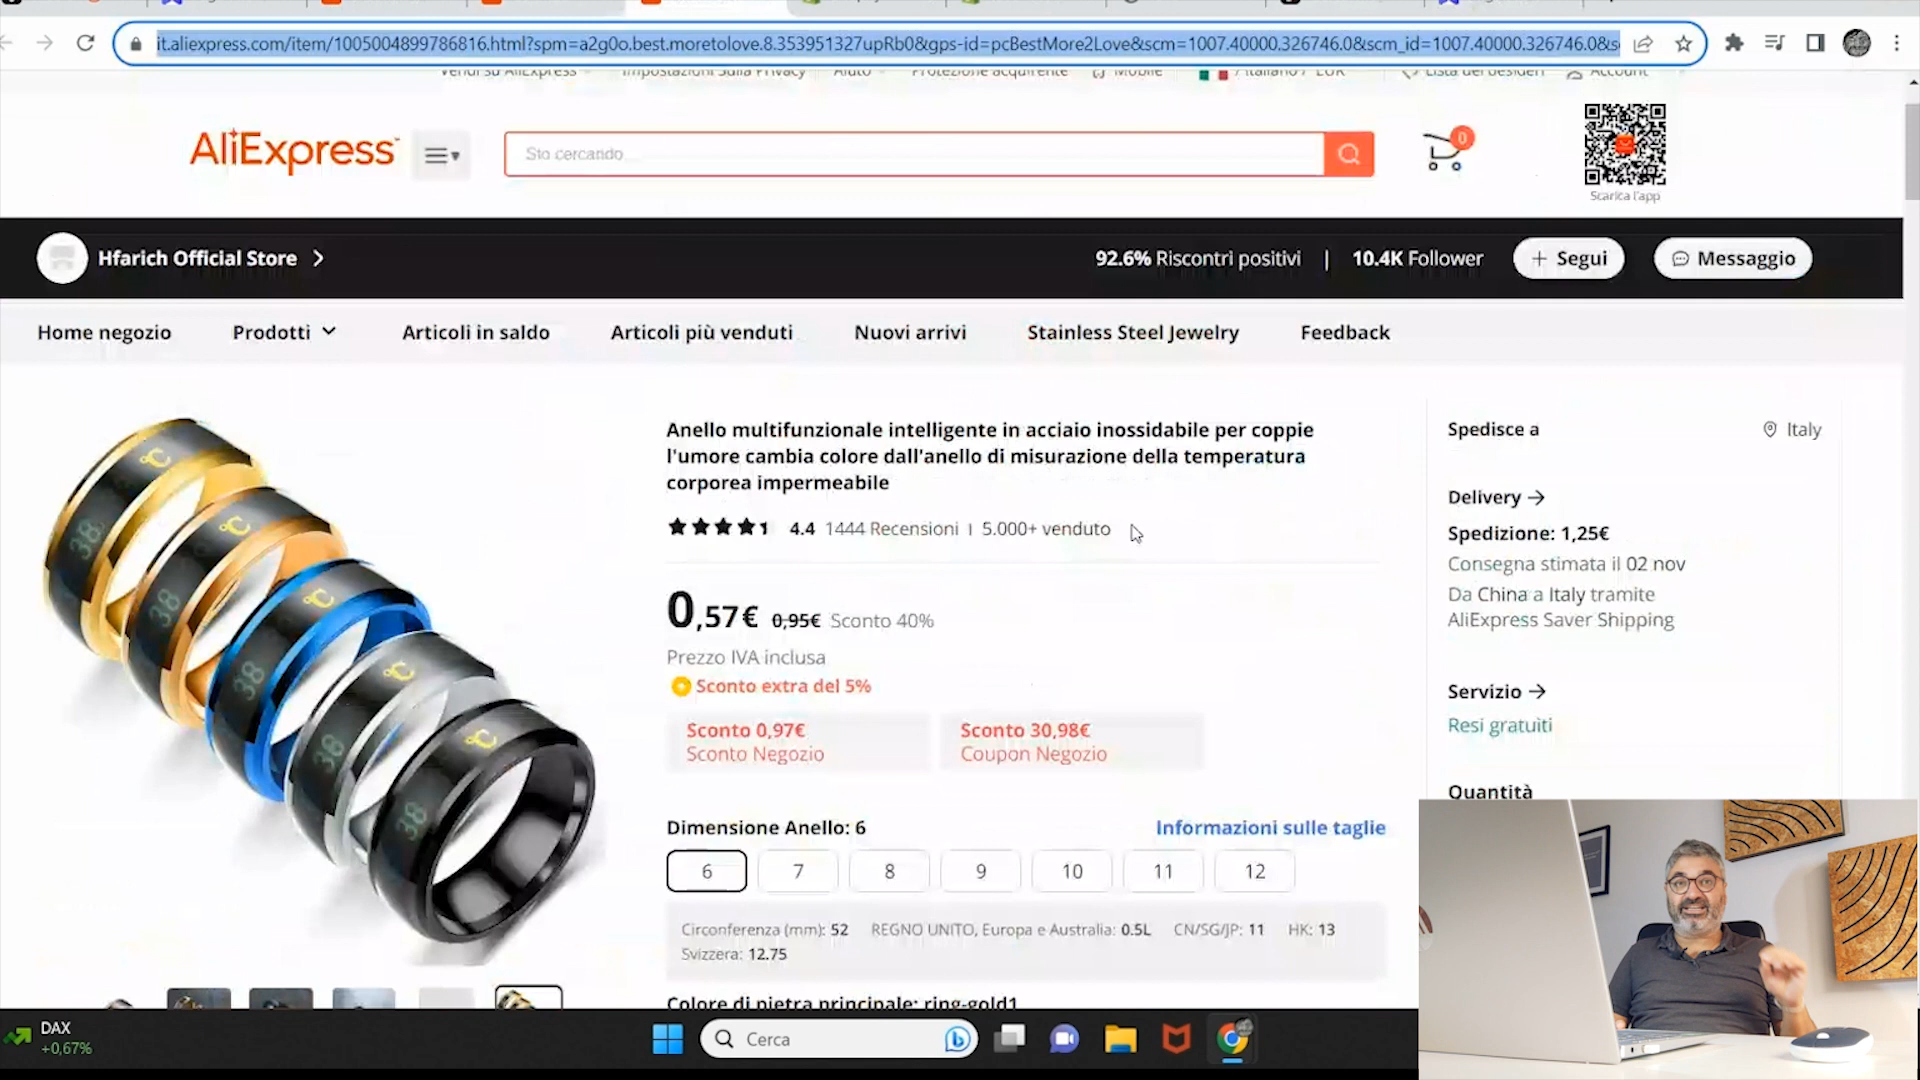 it.aliexpress.com/item/1005004899786816.html?spm=a2g0o.best.moretolove.8.353951327upRb0&gps-id=pcBestMore2Love&scm=1007.40000.326746.0&scm_id=1007.40000.326746.0&s
Vendi su AliExpress Impostazioni Sulla Privacy Aiuto Protezione acquirente Mobile / Italiano / EUR Lista dei desideri Account
AliExpress
Sto cercando...
0
Scarica l'app
Hfarich Official Store
92.6% Riscontri positivi | 10.4K Follower
+ Segui
Messaggio
Home negozio Prodotti Articoli in saldo Articoli più venduti Nuovi arrivi Stainless Steel Jewelry Feedback
Anello multifunzionale intelligente in acciaio inossidabile per coppie
l'umore cambia colore dall'anello di misurazione della temperatura
corporea impermeabile
4.4 1444 Recensioni | 5.000+ venduto
0,57€ 0,95€ Sconto 40%
Prezzo IVA inclusa
Sconto extra del 5%
Sconto 0,97€
Sconto Negozio
Sconto 30,98€
Coupon Negozio
Dimensione Anello: 6
Informazioni sulle taglie
6 7 8 9 10 11 12
Circonferenza (mm): 52 REGNO UNITO, Europa e Australia: 0.5L CN/SG/JP: 11 HK: 13
Svizzera: 12.75
Colore di pietra principale: ring-gold1
Spedisce a
Italy
Delivery
Spedizione: 1,25€
Consegna stimata il 02 nov
Da China a Italy tramite
AliExpress Saver Shipping
Servizio
Resi gratuiti
Quantità
℃ 38
℃ 38
℃ 38
℃ 38
℃ 38
DAX
+0,67%
Cerca